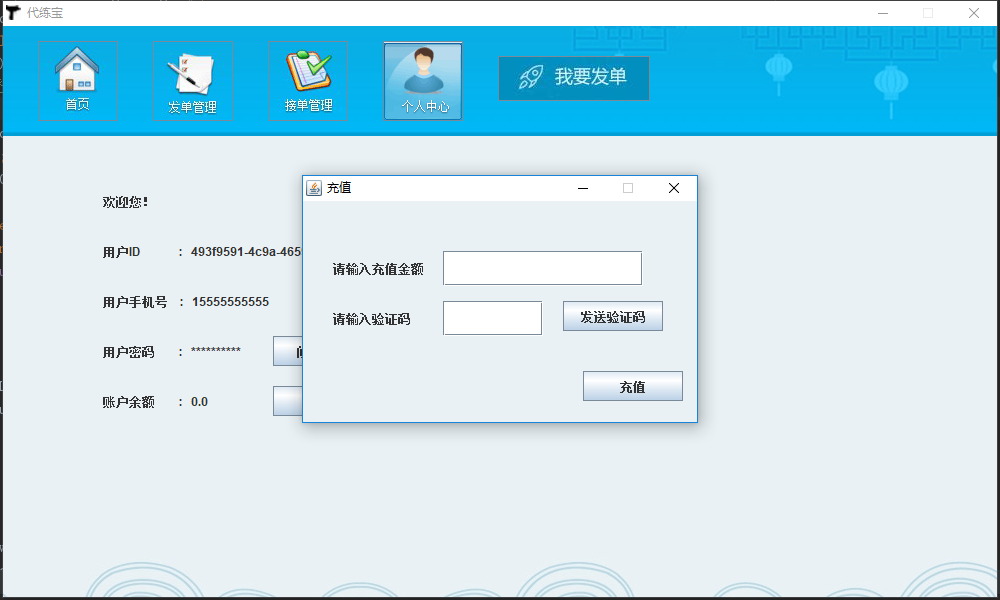 代练宝
首页
发单管理
接单管理
个人中心
我要发单
欢迎您!
用户ID : 493f9591-4c9a-465
用户手机号 : 15555555555
用户密码 : **********
账户余额 : 0.0
充值
请输入充值金额
请输入验证码
发送验证码
充值